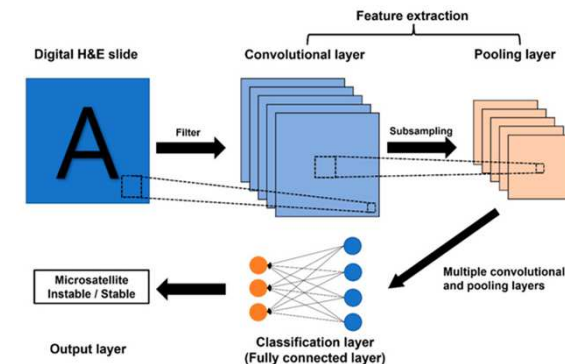 Feature extraction
Digital H&E slide
Convolutional layer
Pooling layer
A
Filter
Subsampling
Multiple convolutional
and pooling layers
Microsatellite
Instable / Stable
Output layer
Classification layer
(Fully connected layer)